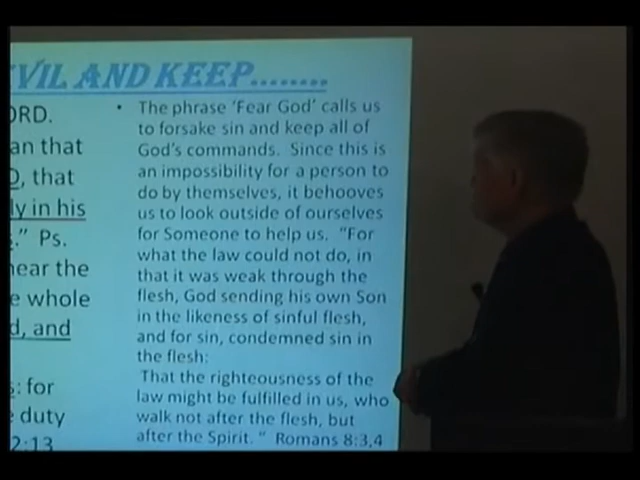 EVIL AND KEEP........
ORD.
an that
Q, that
ly in his
s." Ps.
hear the
e whole
d, and
s: for
e duty
2:13
• The phrase 'Fear God' calls us
to forsake sin and keep all of
God's commands. Since this is
an impossibility for a person to
do by themselves, it behooves
us to look outside of ourselves
for Someone to help us. "For
what the law could not do, in
that it was weak through the
flesh, God sending his own Son
in the likeness of sinful flesh,
and for sin, condemned sin in
the flesh:
That the righteousness of the
law might be fulfilled in us, who
walk not after the flesh, but
after the Spirit. " Romans 8:3,4